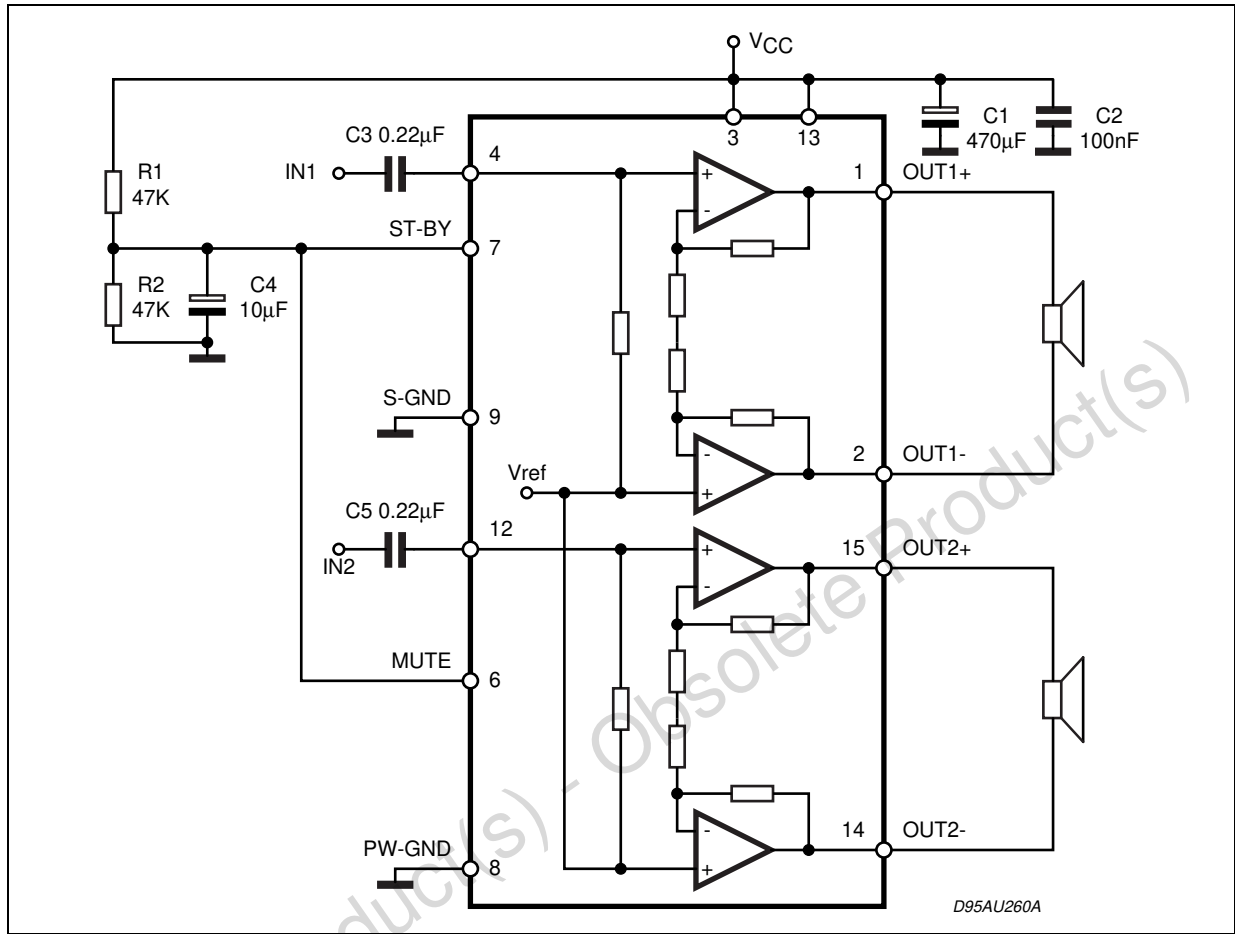 VCC
C3 0.22μF
IN1
4
3
13
C1
470μF
C2
100nF
R1
47K
+
-
1
OUT1+
ST-BY
7
R2
47K
C4
10μF
S-GND
9
Vref
-
+
2
OUT1-
C5 0.22μF
IN2
12
+
-
15
OUT2+
MUTE
6
PW-GND
8
-
+
14
OUT2-
D95AU260A
duct(s) - Obsolete Product(s)